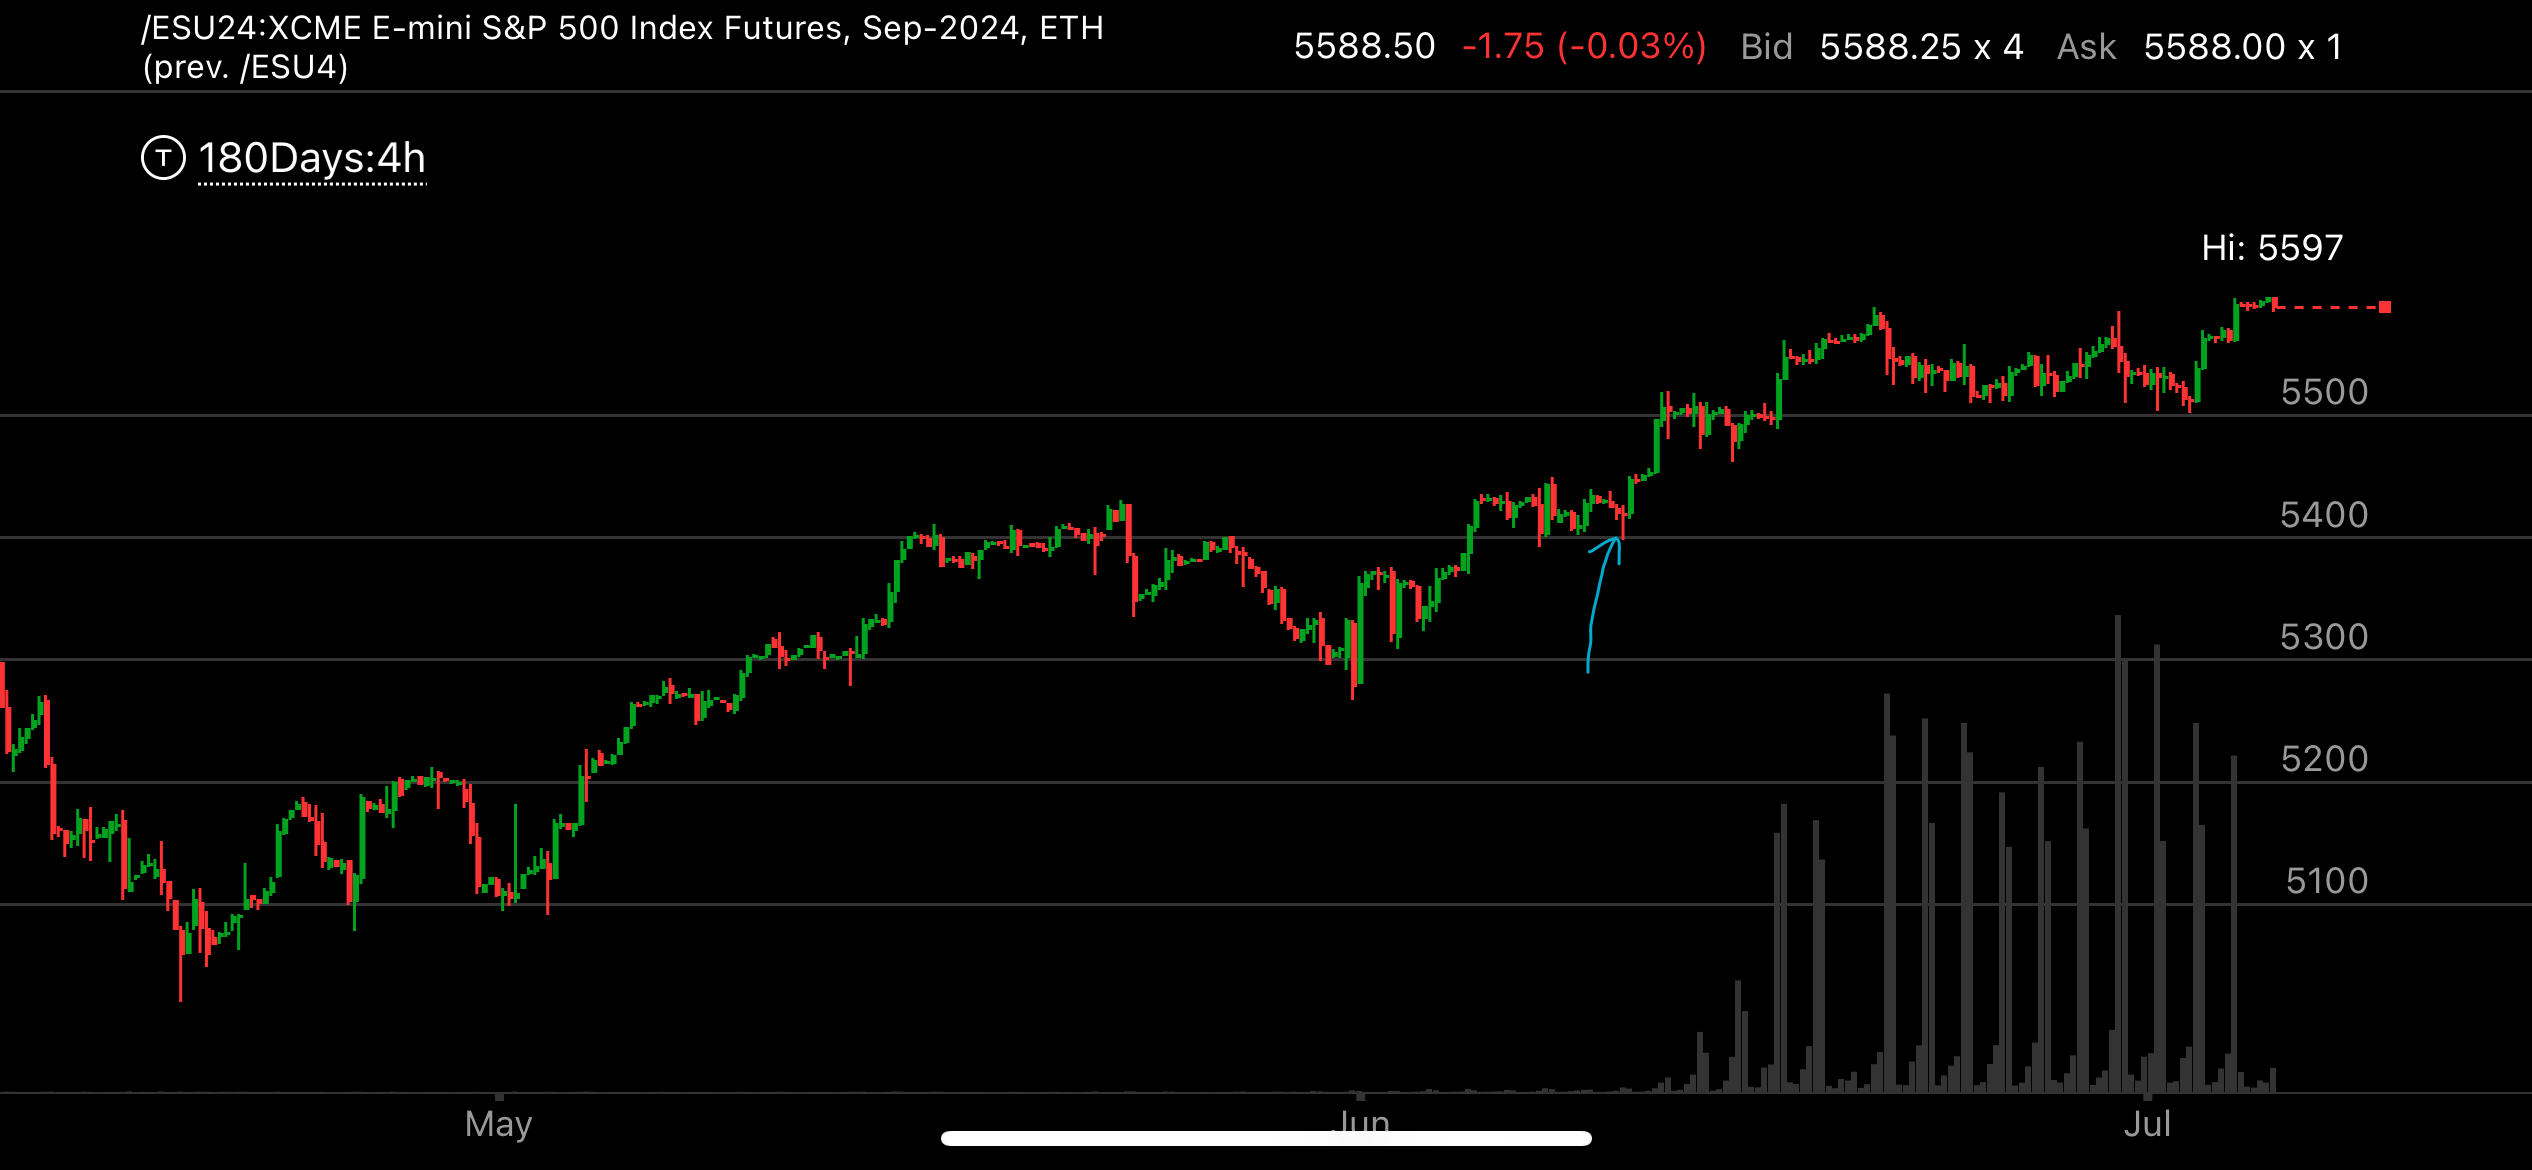 /ESU24:XCME E-mini S&P 500 Index Futures, Sep-2024, ETH
(prev. /ESU4)
5588.50 -1.75 (-0.03%) Bid 5588.25 x 4 Ask 5588.00 x 1
T 180Days:4h
Hi: 5597
5500
5400
5300
5200
5100
May
Jun
Jul